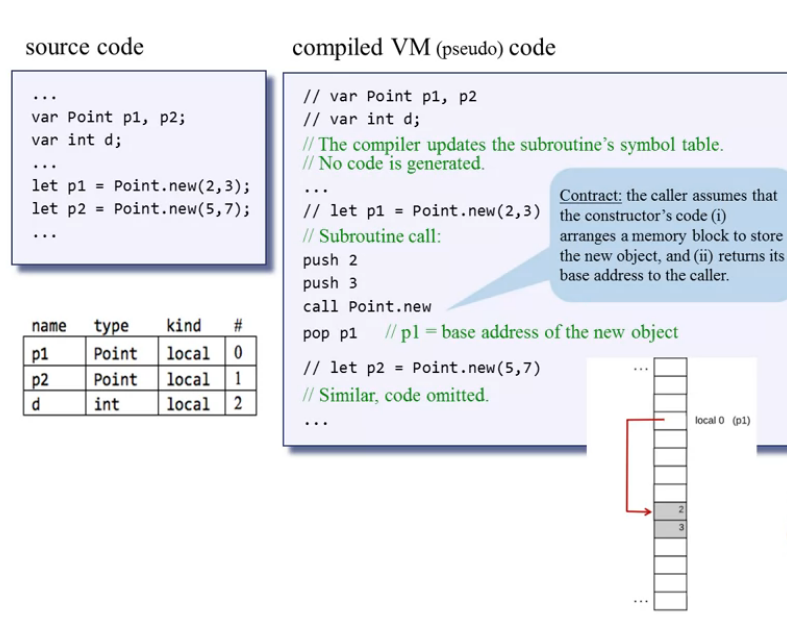 source code
...
var Point p1, p2;
var int d;
...
let p1 = Point.new(2,3);
let p2 = Point.new(5,7);
...
name type kind #
p1 Point local 0
p2 Point local 1
d int local 2
compiled VM (pseudo) code
// var Point p1, p2
// var int d;
// The compiler updates the subroutine's symbol table.
// No code is generated.
...
// let p1 = Point.new(2,3)
// Subroutine call:
push 2
push 3
call Point.new
pop p1 // p1 = base address of the new object
// let p2 = Point.new(5,7)
// Similar, code omitted.
...
Contract: the caller assumes that
the constructor's code (i)
arranges a memory block to store
the new object, and (ii) returns its
base address to the caller.
...
local 0 (p1)
2
3
...